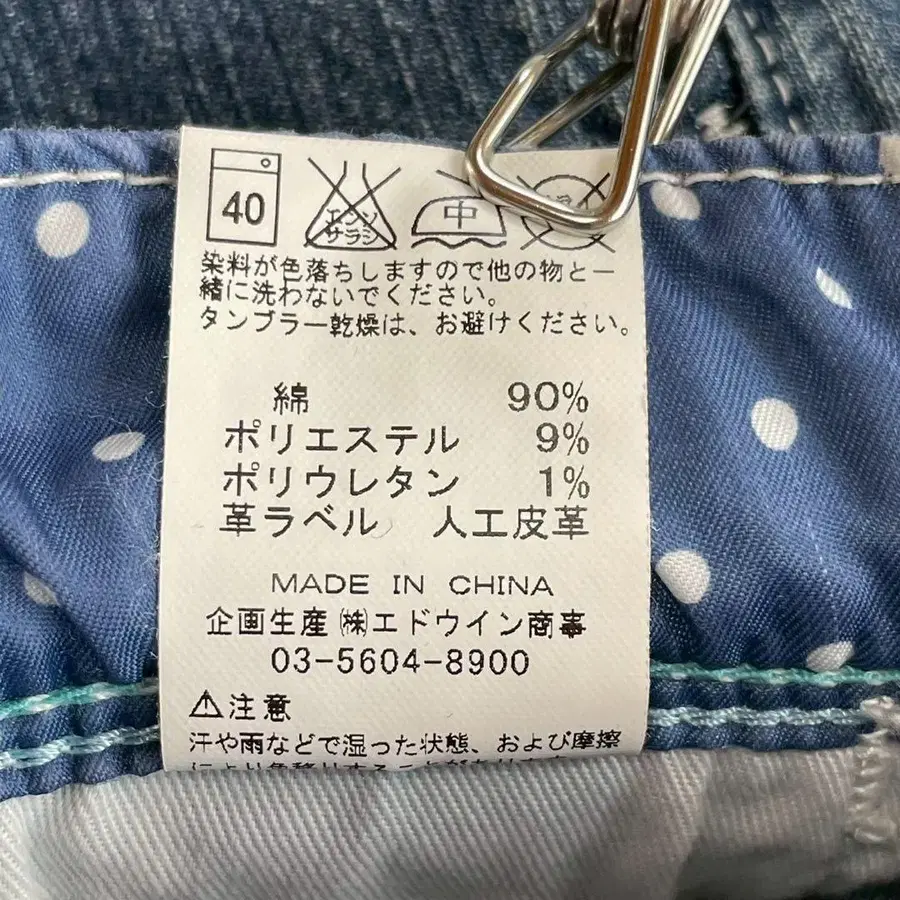 40
エンソ
サラシ
中
染料が色落ちしますので他の物と一
緒に洗わないでください。
タンブラー乾燥は、お避けください。
綿 90%
ポリエステル 9%
ポリウレタン 1%
革ラベル 人工皮革
MADE IN CHINA
企画生産 ㈱エドウイン商事
03-5604-8900
⚠注意
汗や雨などで湿った状態、および摩擦